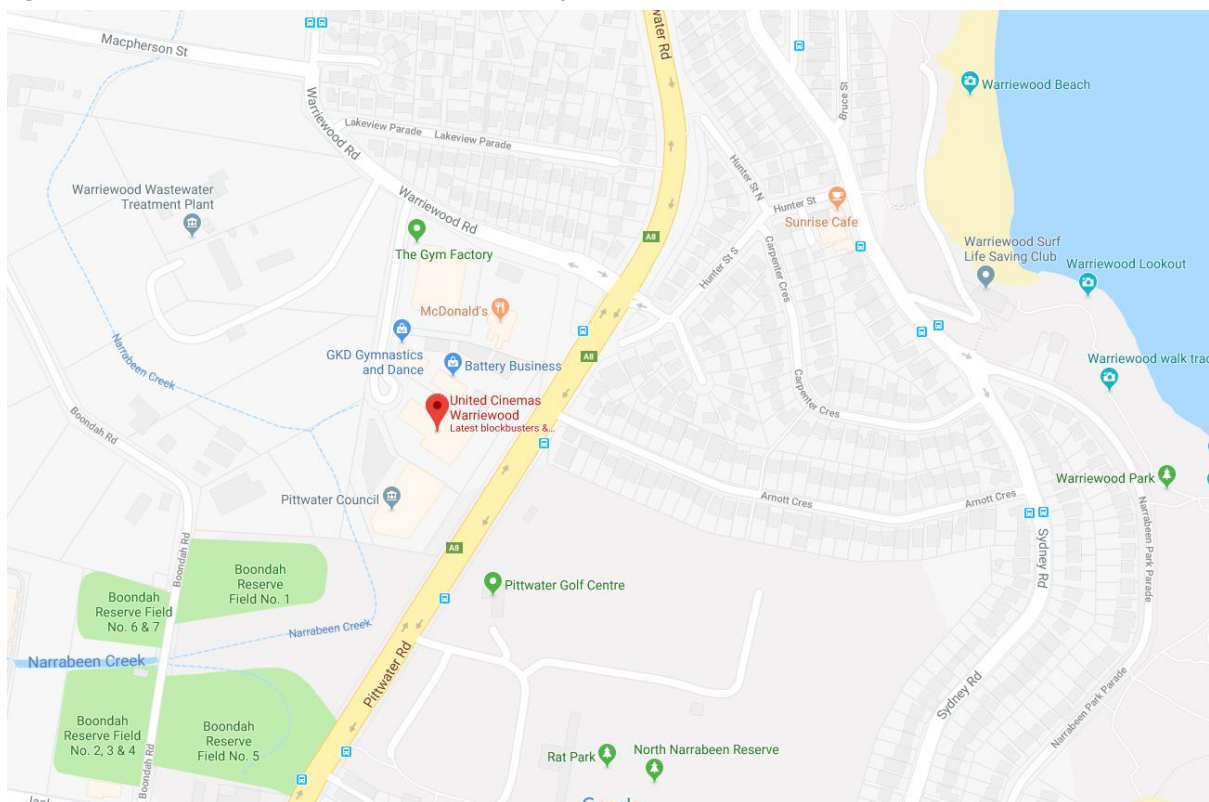 Macpherson St
water Rd
Bruce St
Warriewood Beach
Warriewood Rd
Lakeview Parade
Lakeview Parade
Hunter St N
Warriewood Wastewater
Treatment Plant
Warriewood Rd
Hunter St
Sunrise Cafe
The Gym Factory
A8
Hunter St S
Carpenter Cres
Warriewood Surf
Life Saving Club
Warriewood Lookout
McDonald's
Narrabeen Creek
GKD Gymnastics
and Dance
Battery Business
A8
Warriewood walk trac
United Cinemas
Warriewood
Latest blockbusters &...
Carpenter Cres
Boondah Rd
Pittwater Council
Arnott Cres
Arnott Cres
Warriewood Park
Narrabeen Park Parade
Sydney Rd
A8
Boondah Rd
Boondah
Reserve
Field No. 1
Boondah
Reserve Field
No. 6 & 7
Pittwater Golf Centre
Narrabeen Creek
Narrabeen Creek
Pittwater Rd
Sydney Rd
Narrabeen Park Parade
Boondah
Reserve Field
No. 2, 3 & 4
Boondah
Reserve
Field No. 5
Boondah Rd
Rat Park
North Narrabeen Reserve